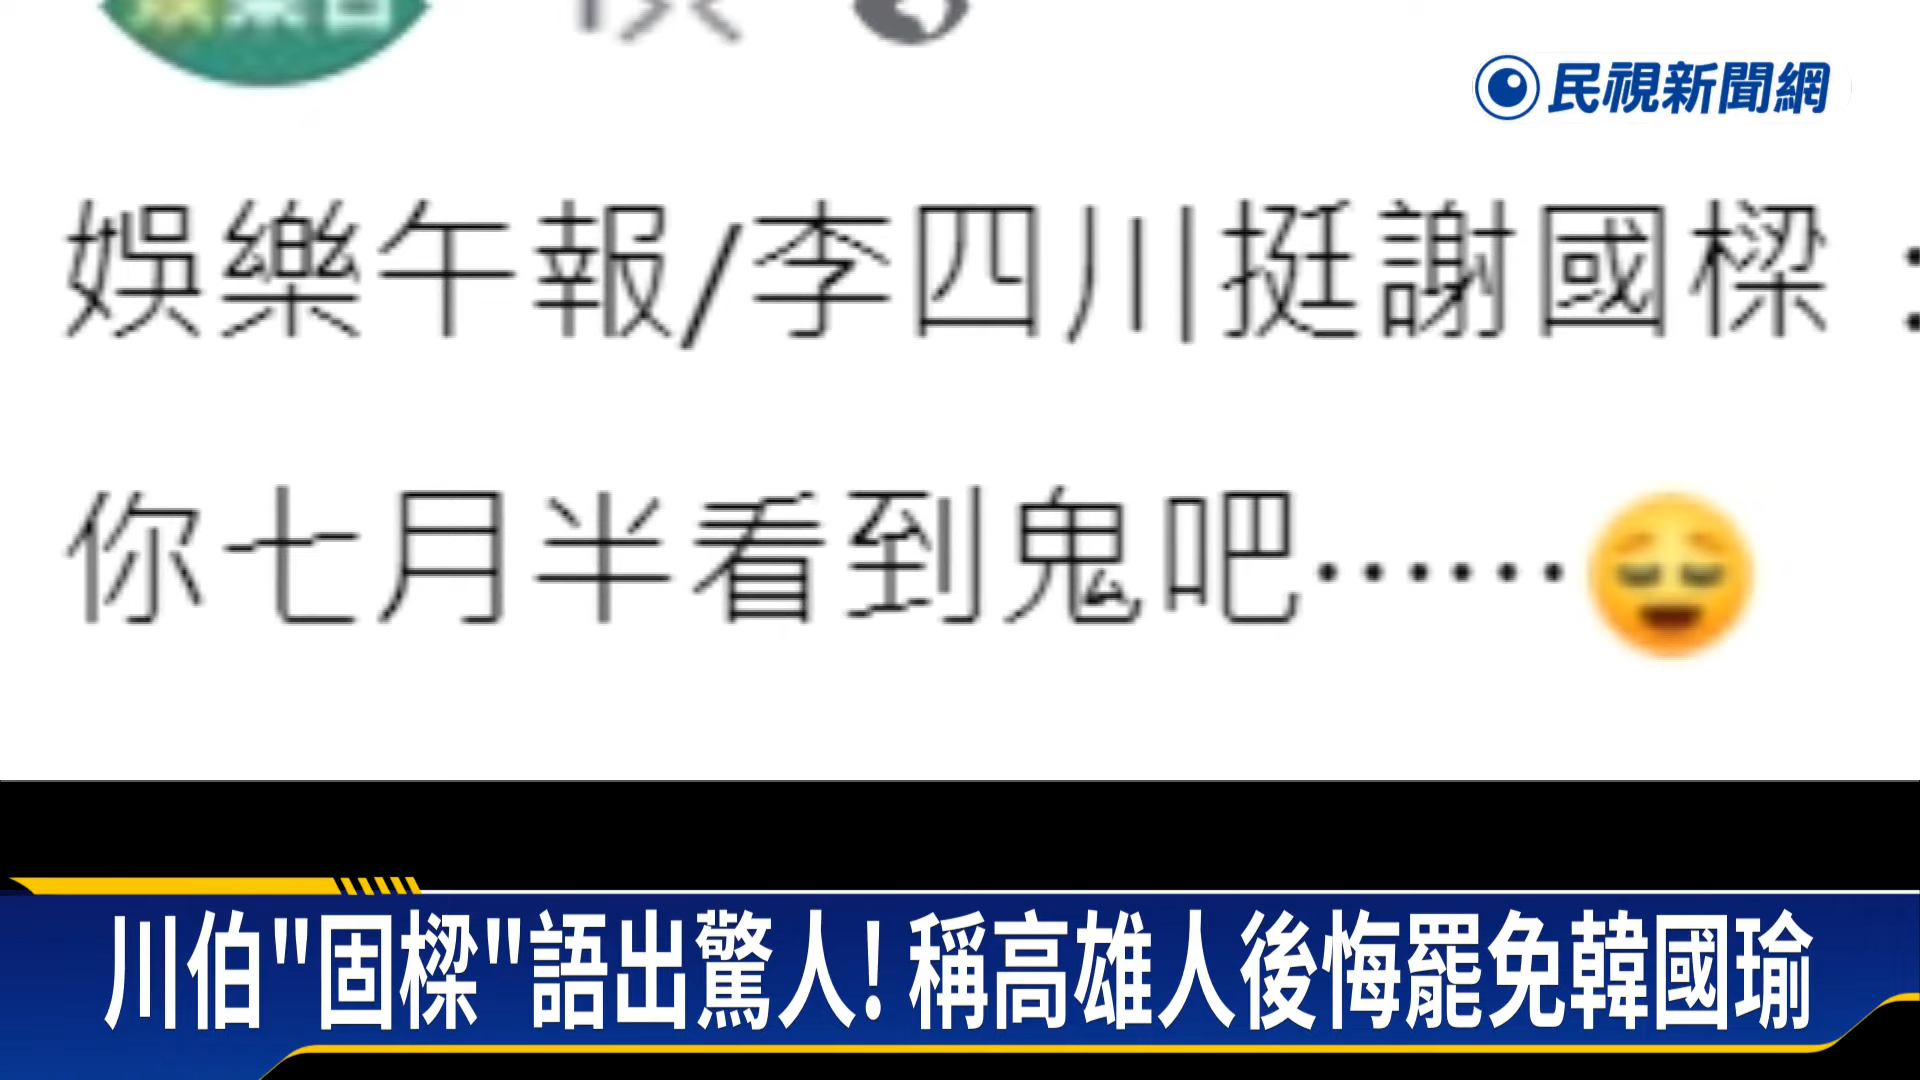 民視新聞網
娛樂午報/李四川挺謝國樑：
你七月半看到鬼吧⋯⋯😩
川伯"固樑"語出驚人!稱高雄人後悔罷免韓國瑜